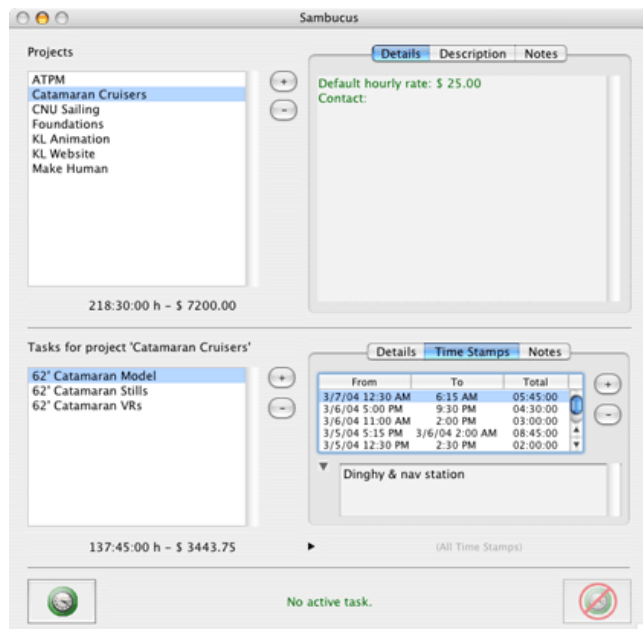 Sambucus
Projects
Details Description Notes
ATPM
Catamaran Cruisers
CNU Sailing
Foundations
KL Animation
KL Website
Make Human
+
-
Default hourly rate: $ 25.00
Contact:
218:30:00 h - $ 7200.00
Tasks for project 'Catamaran Cruisers'
Details Time Stamps Notes
62' Catamaran Model
62' Catamaran Stills
62' Catamaran VRs
+
-
From To Total
3/7/04 12:30 AM 6:15 AM 05:45:00
3/6/04 5:00 PM 9:30 PM 04:30:00
3/6/04 11:00 AM 2:00 PM 03:00:00
3/5/04 5:15 PM 3/6/04 2:00 AM 08:45:00
3/5/04 12:30 PM 2:30 PM 02:00:00
+
-
Dinghy & nav station
137:45:00 h - $ 3443.75
(All Time Stamps)
No active task.